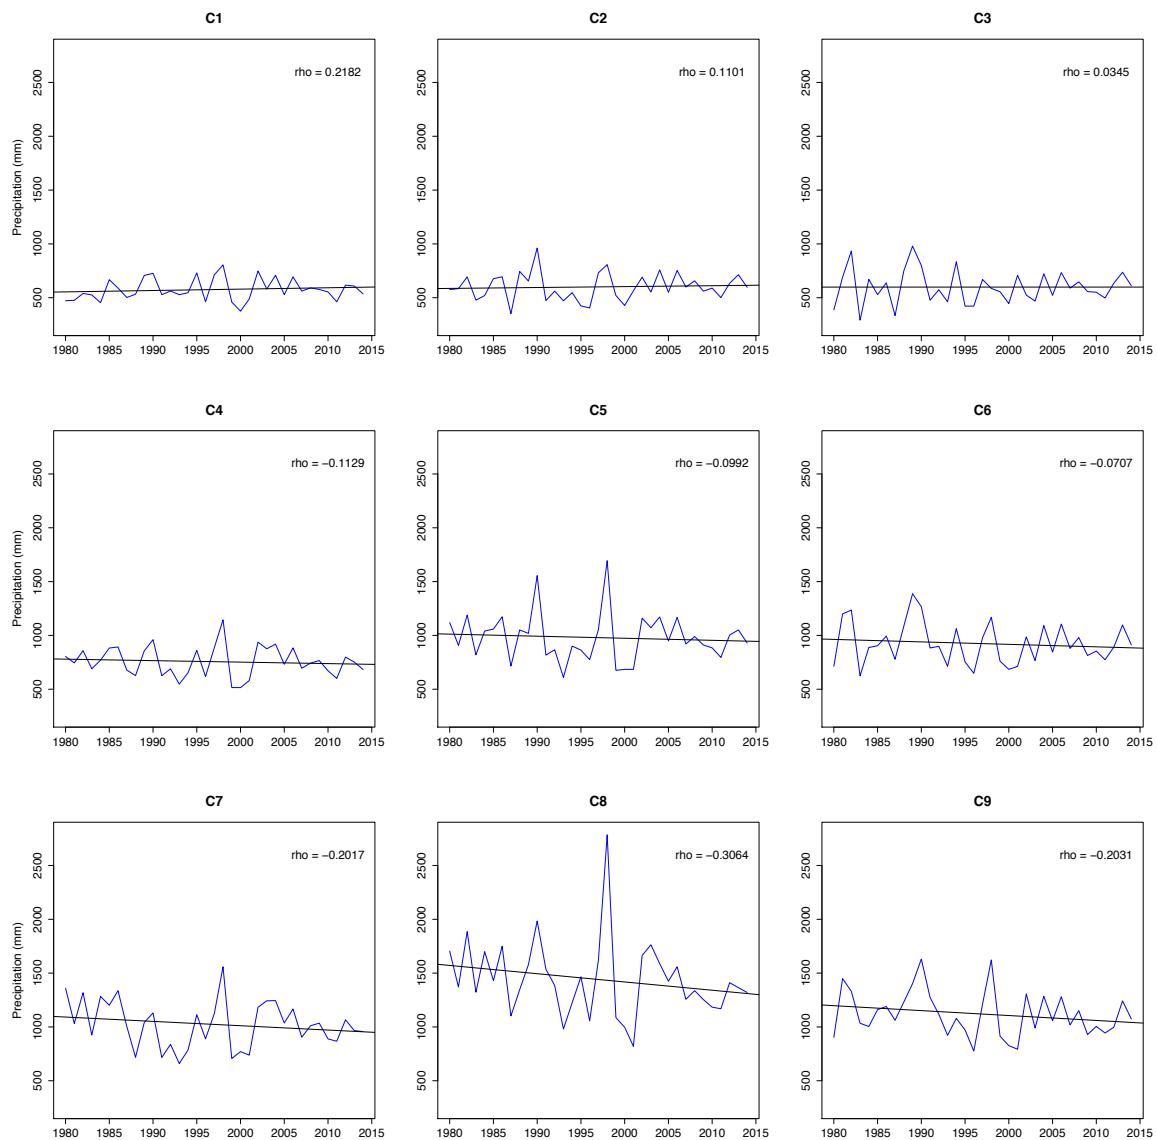 C1
C2
C3
rho = 0.2182
rho = 0.1101
rho = 0.0345
Precipitation (mm)
500 1000 1500 2000 2500
500 1000 1500 2000 2500
500 1000 1500 2000 2500
1980 1985 1990 1995 2000 2005 2010 2015
1980 1985 1990 1995 2000 2005 2010 2015
1980 1985 1990 1995 2000 2005 2010 2015
C4
C5
C6
rho = −0.1129
rho = −0.0992
rho = −0.0707
Precipitation (mm)
500 1000 1500 2000 2500
500 1000 1500 2000 2500
500 1000 1500 2000 2500
1980 1985 1990 1995 2000 2005 2010 2015
1980 1985 1990 1995 2000 2005 2010 2015
1980 1985 1990 1995 2000 2005 2010 2015
C7
C8
C9
rho = −0.2017
rho = −0.3064
rho = −0.2031
Precipitation (mm)
500 1000 1500 2000 2500
500 1000 1500 2000 2500
500 1000 1500 2000 2500
1980 1985 1990 1995 2000 2005 2010 2015
1980 1985 1990 1995 2000 2005 2010 2015
1980 1985 1990 1995 2000 2005 2010 2015